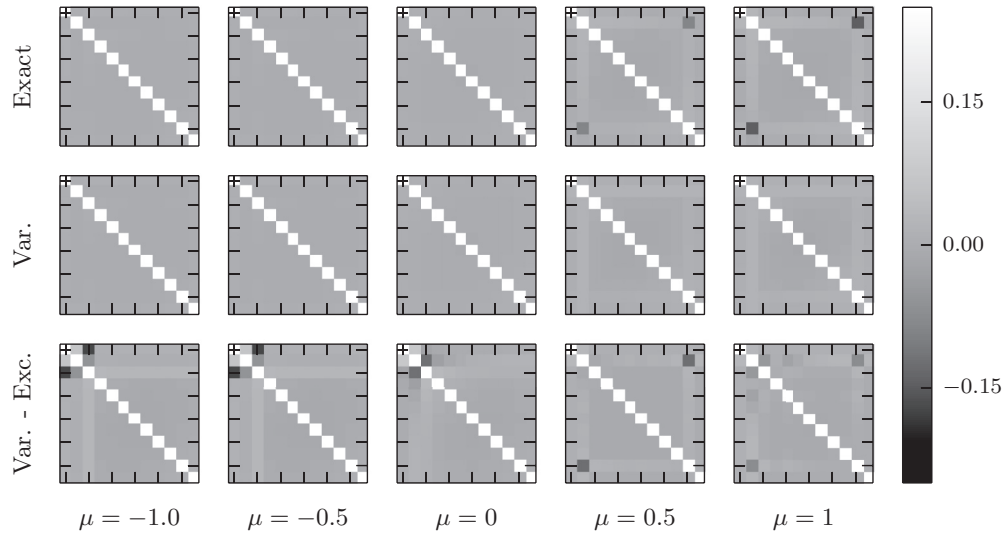 Exact
0.15
Var.
0.00
Var. - Exc.
−0.15
μ = −1.0
μ = −0.5
μ = 0
μ = 0.5
μ = 1